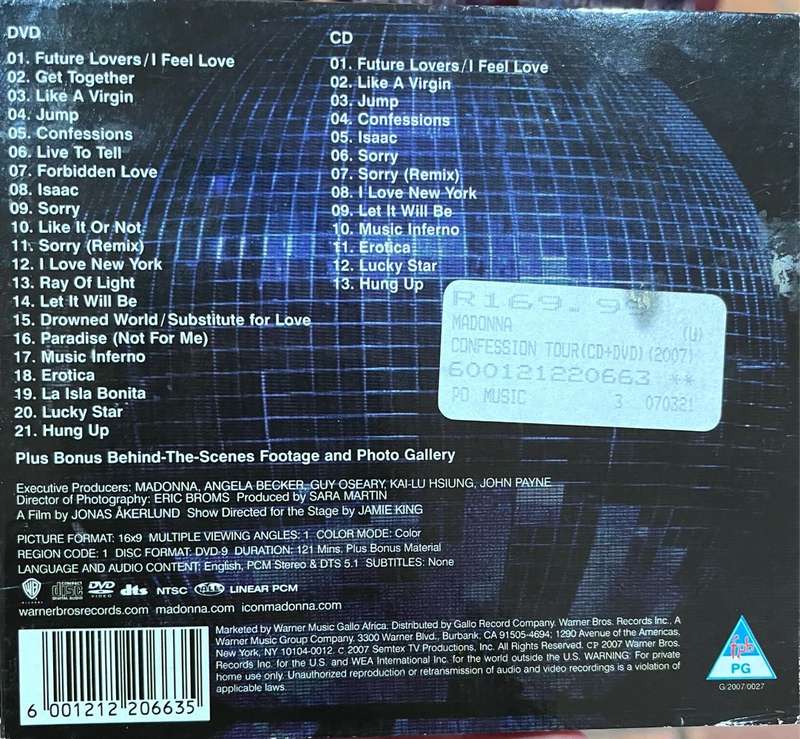 DVD
01. Future Lovers/I Feel Love
02. Get Together
03. Like A Virgin
04. Jump
05. Confessions
06. Live To Tell
07. Forbidden Love
08. Isaac
09. Sorry
10. Like It Or Not
11. Sorry (Remix)
12. I Love New York
13. Ray Of Light
14. Let It Will Be
15. Drowned World/Substitute for Love
16. Paradise (Not For Me)
17. Music Inferno
18. Erotica
19. La Isla Bonita
20. Lucky Star
21. Hung Up
CD
01. Future Lovers/I Feel Love
02. Like A Virgin
03. Jump
04. Confessions
05. Isaac
06. Sorry
07. Sorry (Remix)
08. I Love New York
09. Let It Will Be
10. Music Inferno
11. Erotica
12. Lucky Star
13. Hung Up
R169.99
MADONNA (U)
CONFESSION TOUR(CD+DVD)(2007)
600121220663 **
PO MUSIC 3 070321
Plus Bonus Behind-The-Scenes Footage and Photo Gallery
Executive Producers: MADONNA, ANGELA BECKER, GUY OSEARY, KAI-LU HSIUNG, JOHN PAYNE
Director of Photography: ERIC BROMS Produced by SARA MARTIN
A Film by JONAS ÅKERLUND Show Directed for the Stage by JAMIE KING
PICTURE FORMAT: 16x9 MULTIPLE VIEWING ANGLES: 1 COLOR MODE: Color
REGION CODE: 1 DISC FORMAT: DVD-9 DURATION: 121 Mins. Plus Bonus Material
LANGUAGE AND AUDIO CONTENT: English, PCM Stereo & DTS 5.1 SUBTITLES: None
WB COMPACT disc DIGITAL AUDIO DVD VIDEO dts NTSC GALLO LINEAR PCM
warnerbrosrecords.com madonna.com iconmadonna.com
Marketed by Warner Music Gallo Africa. Distributed by Gallo Record Company. Warner Bros. Records Inc., A
Warner Music Group Company. 3300 Warner Blvd., Burbank, CA 91505-4694; 1290 Avenue of the Americas,
New York, NY 10104-0012. C 2007 Semtex TV Productions, Inc. All Rights Reserved. CP 2007 Warner Bros.
Records Inc. for the U.S. and WEA International Inc. for the world outside the U.S. WARNING: For private
home use only. Unauthorized reproduction or retransmission of audio and video recordings is a violation of
applicable laws.
6 001212 206635
fpb
PG
G/2007/0027